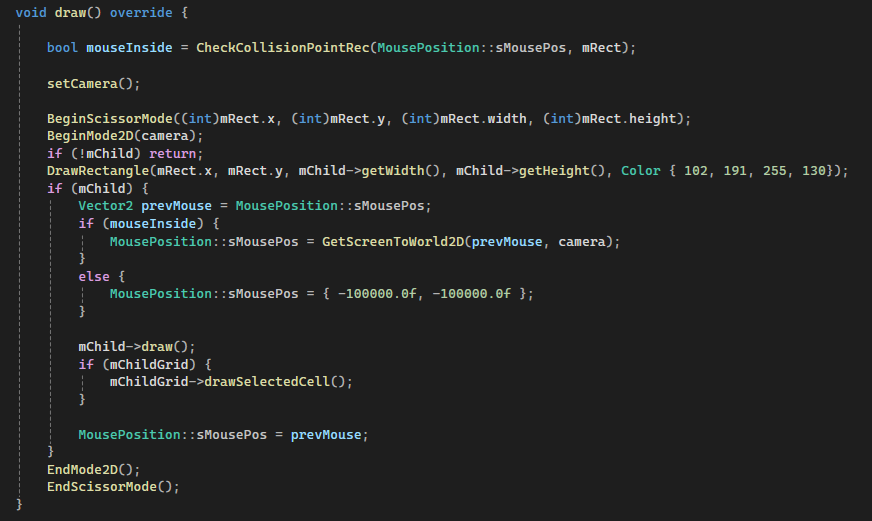 void draw() override {
bool mouseInside = CheckCollisionPointRec(MousePosition::sMousePos, mRect);
setCamera();
BeginScissorMode((int)mRect.x, (int)mRect.y, (int)mRect.width, (int)mRect.height);
BeginMode2D(camera);
if (!mChild) return;
DrawRectangle(mRect.x, mRect.y, mChild->getWidth(), mChild->getHeight(), Color { 102, 191, 255, 130});
if (mChild) {
Vector2 prevMouse = MousePosition::sMousePos;
if (mouseInside) {
MousePosition::sMousePos = GetScreenToWorld2D(prevMouse, camera);
}
else {
MousePosition::sMousePos = { -100000.0f, -100000.0f };
}
mChild->draw();
if (mChildGrid) {
mChildGrid->drawSelectedCell();
}
MousePosition::sMousePos = prevMouse;
}
EndMode2D();
EndScissorMode();
}